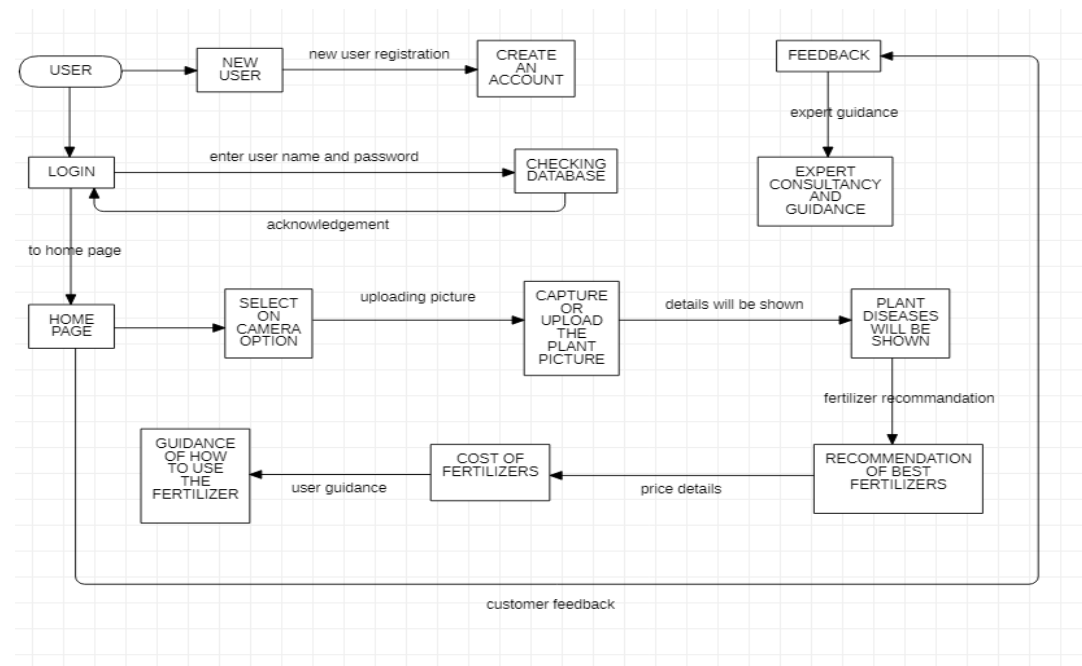 USER
NEW
USER
new user registration
CREATE
AN
ACCOUNT
FEEDBACK
expert guidance
LOGIN
enter user name and password
CHECKING
DATABASE
acknowledgement
EXPERT
CONSULTANCY
AND
GUIDANCE
to home page
HOME
PAGE
SELECT
ON
CAMERA
OPTION
uploading picture
CAPTURE
OR
UPLOAD
THE
PLANT
PICTURE
details will be shown
PLANT
DISEASES
WILL BE
SHOWN
fertilizer recommandation
RECOMMENDATION
OF BEST
FERTILIZERS
price details
COST OF
FERTILIZERS
user guidance
GUIDANCE
OF HOW
TO USE
THE
FERTILIZER
customer feedback